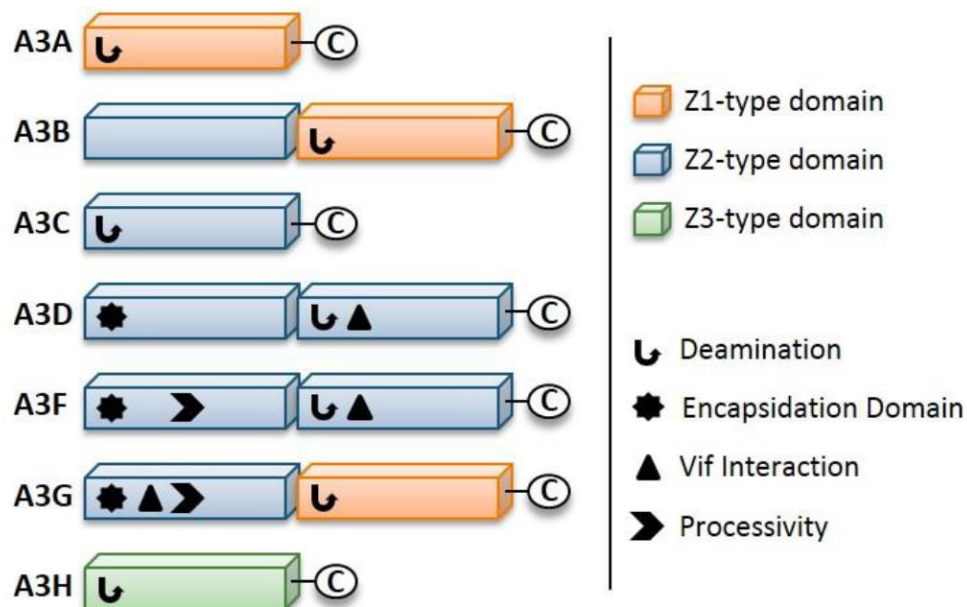 A3A C
A3B C
A3C C
A3D C
A3F C
A3G C
A3H C
Z1-type domain
Z2-type domain
Z3-type domain
Deamination
Encapsidation Domain
Vif Interaction
Processivity